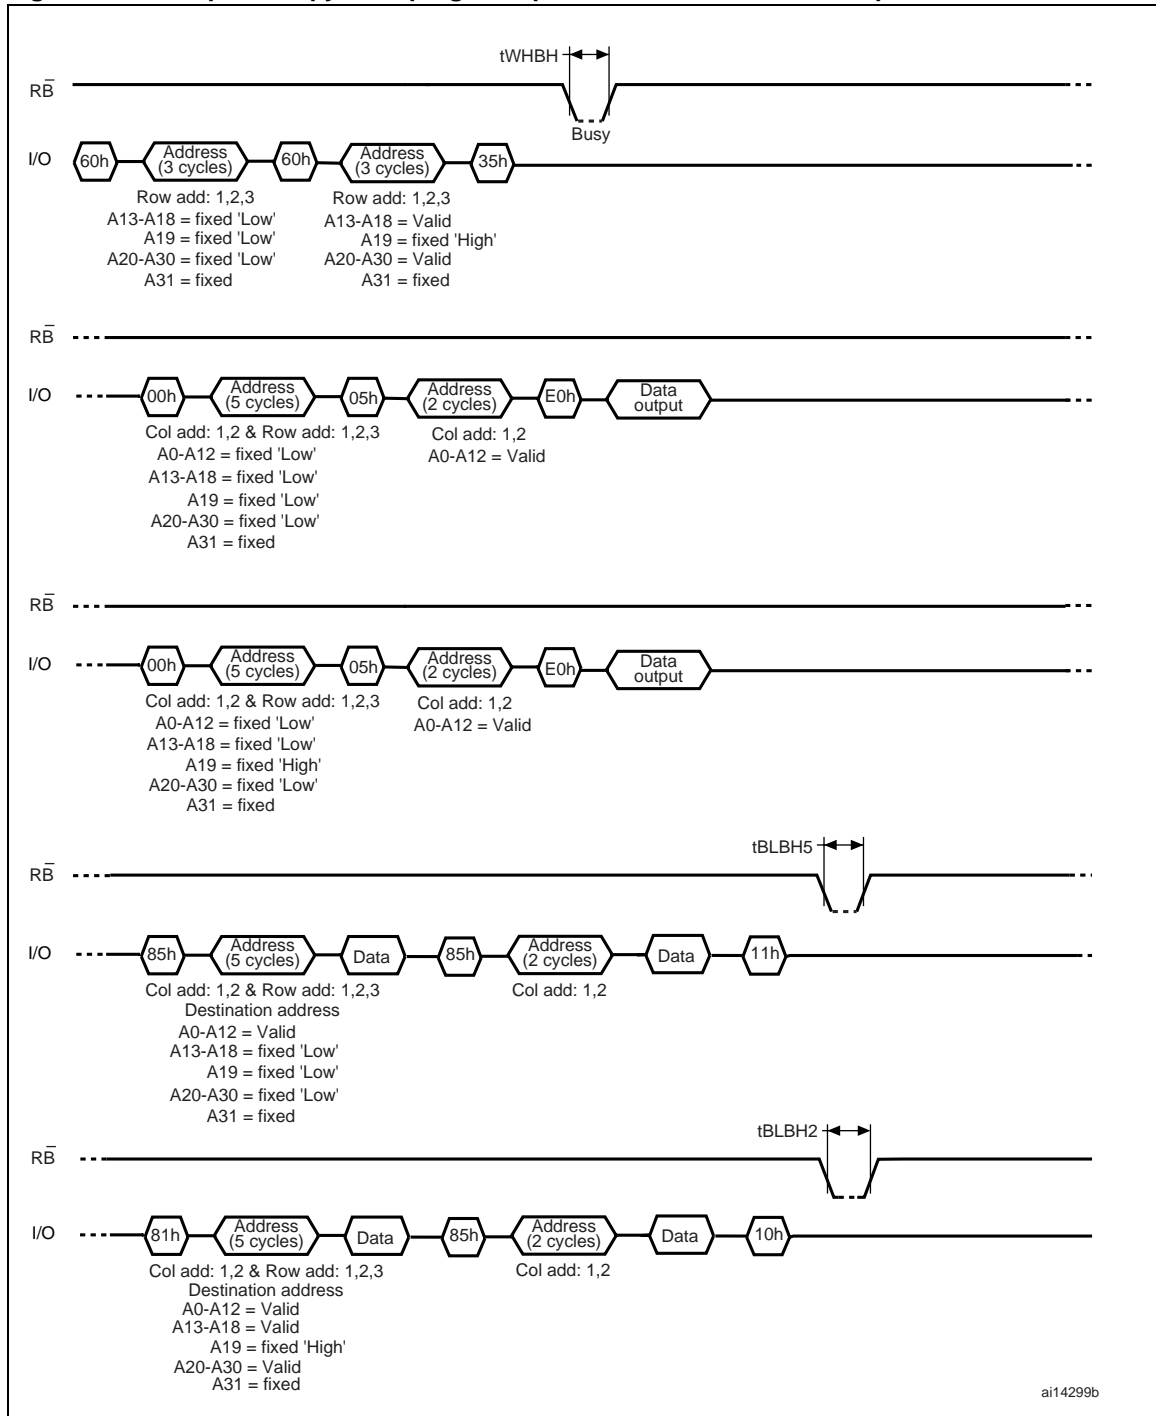 tWHBH
RB̅
Busy
I/O 60h Address (3 cycles) 60h Address (3 cycles) 35h
Row add: 1,2,3 Row add: 1,2,3
A13-A18 = fixed 'Low' A13-A18 = Valid
A19 = fixed 'Low' A19 = fixed 'High'
A20-A30 = fixed 'Low' A20-A30 = Valid
A31 = fixed A31 = fixed
RB̅
I/O 00h Address (5 cycles) 05h Address (2 cycles) E0h Data output
Col add: 1,2 & Row add: 1,2,3 Col add: 1,2
A0-A12 = fixed 'Low' A0-A12 = Valid
A13-A18 = fixed 'Low'
A19 = fixed 'Low'
A20-A30 = fixed 'Low'
A31 = fixed
RB̅
I/O 00h Address (5 cycles) 05h Address (2 cycles) E0h Data output
Col add: 1,2 & Row add: 1,2,3 Col add: 1,2
A0-A12 = fixed 'Low' A0-A12 = Valid
A13-A18 = fixed 'Low'
A19 = fixed 'High'
A20-A30 = fixed 'Low'
A31 = fixed
tBLBH5
RB̅
I/O 85h Address (5 cycles) Data 85h Address (2 cycles) Data 11h
Col add: 1,2 & Row add: 1,2,3 Col add: 1,2
Destination address
A0-A12 = Valid
A13-A18 = fixed 'Low'
A19 = fixed 'Low'
A20-A30 = fixed 'Low'
A31 = fixed
tBLBH2
RB̅
I/O 81h Address (5 cycles) Data 85h Address (2 cycles) Data 10h
Col add: 1,2 & Row add: 1,2,3 Col add: 1,2
Destination address
A0-A12 = Valid
A13-A18 = Valid
A19 = fixed 'High'
A20-A30 = Valid
A31 = fixed
ai14299b